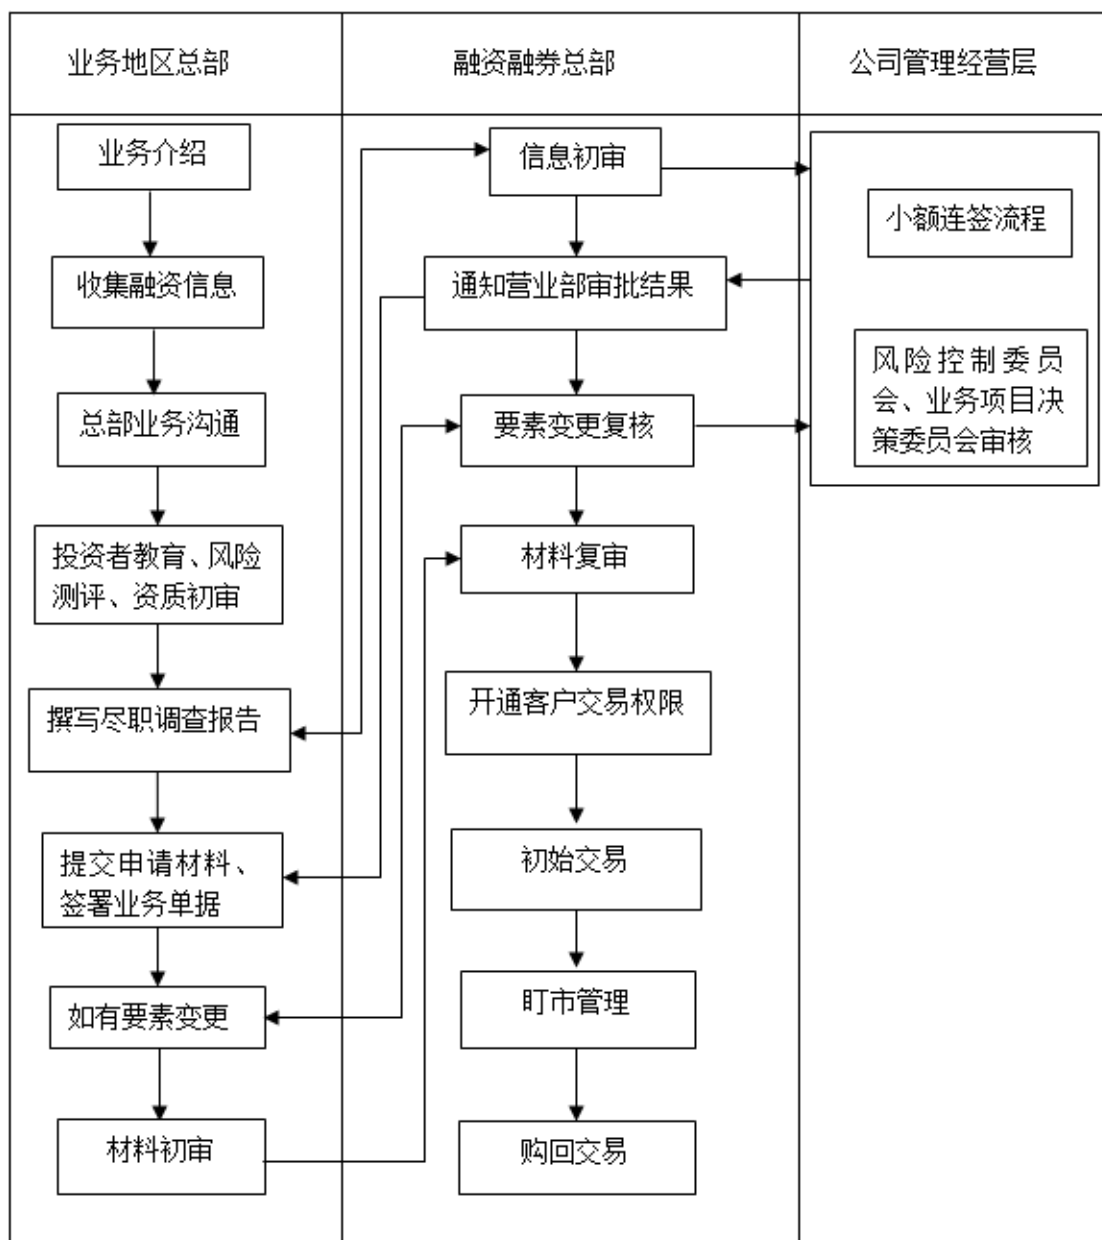 业务地区总部
融资融券总部
公司管理经营层
业务介绍
收集融资信息
总部业务沟通
投资者教育、风险
测评、资质初审
撰写尽职调查报告
提交申请材料、
签署业务单据
如有要素变更
材料初审
信息初审
通知营业部审批结果
要素变更复核
材料复审
开通客户交易权限
初始交易
盯市管理
购回交易
小额连签流程
风险控制委员
会、业务项目决
策委员会审核